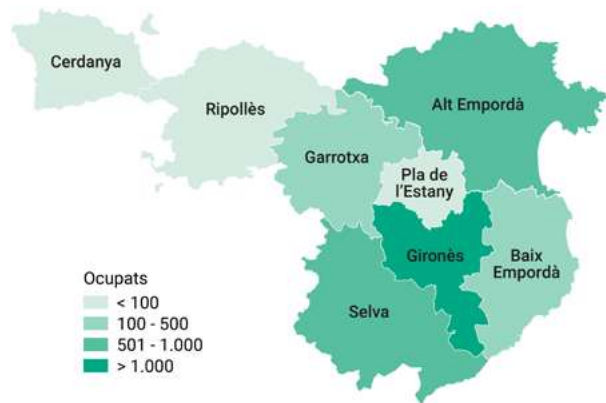 Cerdanya
Ripollès
Alt Empordà
Garrotxa
Pla de
l'Estany
Gironès
Baix
Empordà
Selva
Ocupats
< 100
100 - 500
501 - 1.000
> 1.000